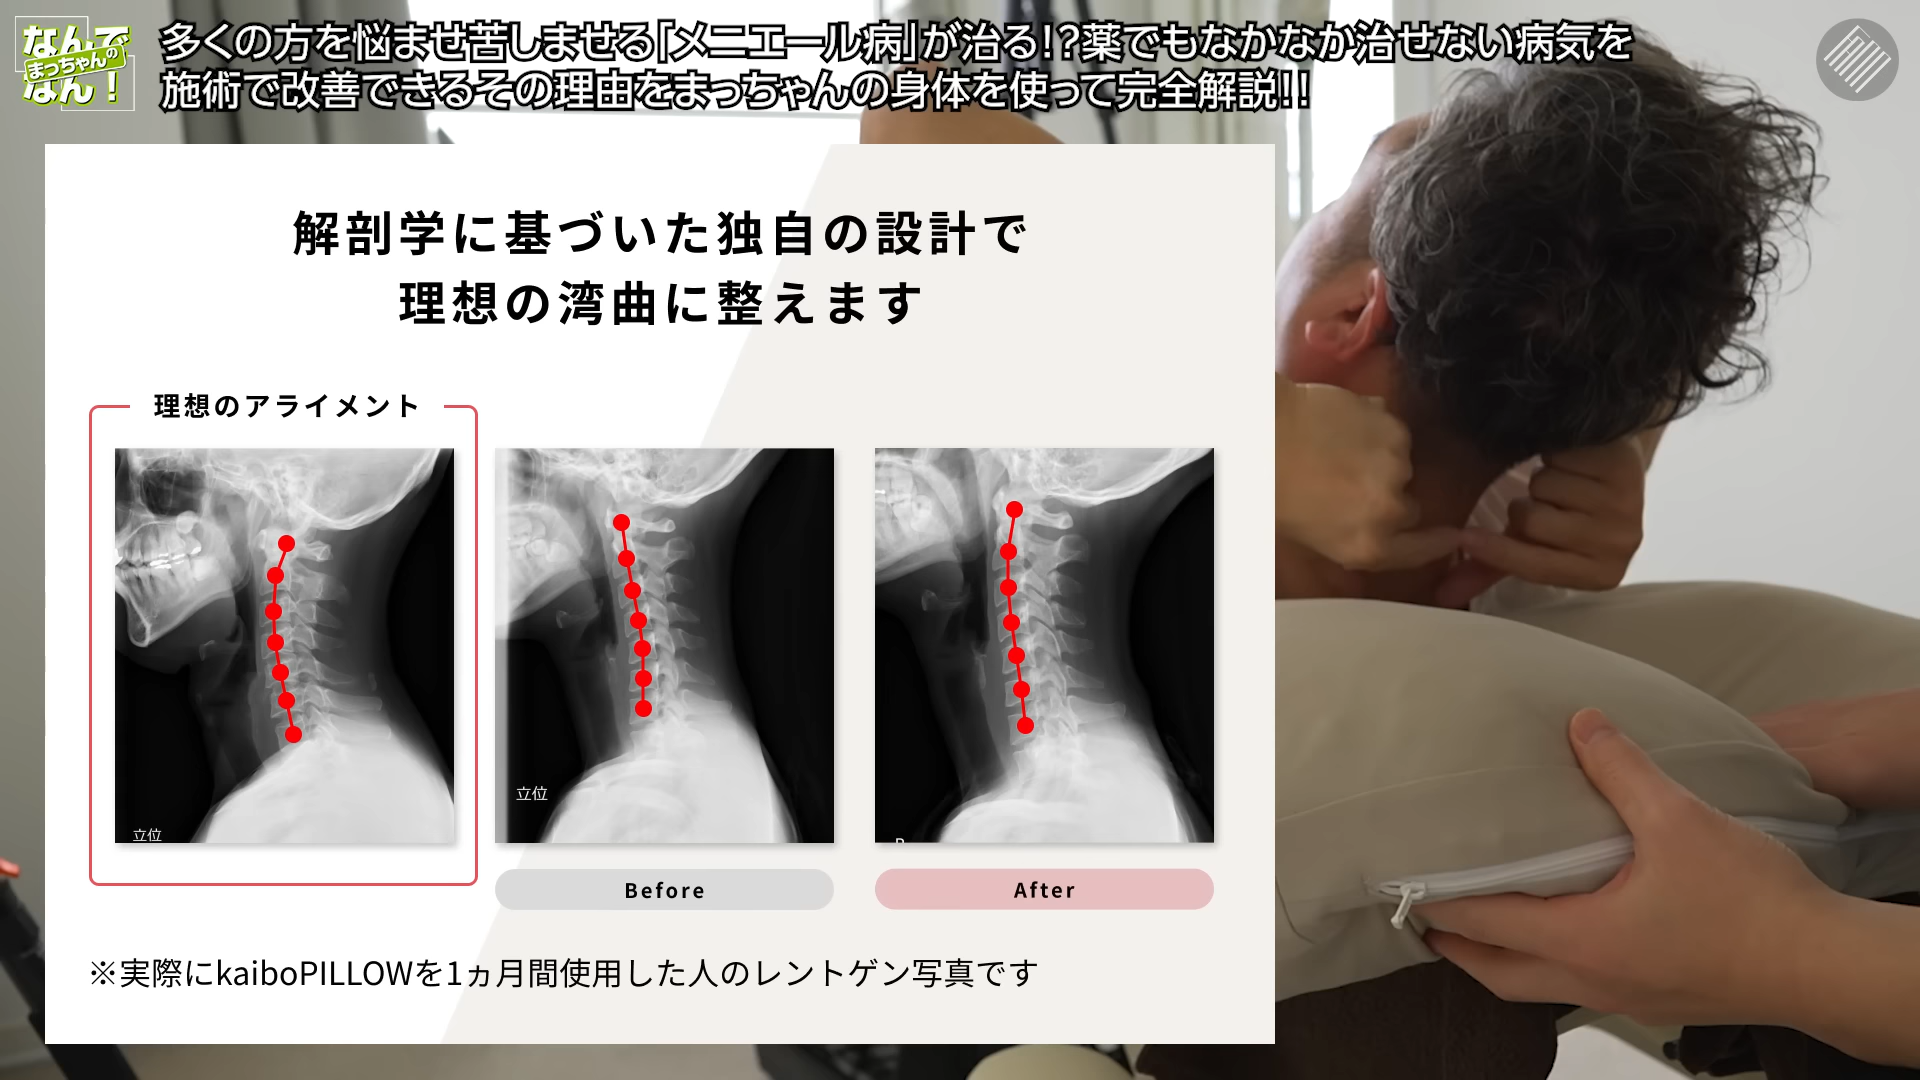 なんで
まっちゃんの
なん!
多くの方を悩ませ苦しませる「メニエール病」が治る!?薬でもなかなか治せない病気を
施術で改善できるその理由をまっちゃんの身体を使って完全解説!!
解剖学に基づいた独自の設計で
理想の湾曲に整えます
理想のアライメント
立位
立位
Before
After
※実際にkaiboPILLOWを1ヵ月間使用した人のレントゲン写真です